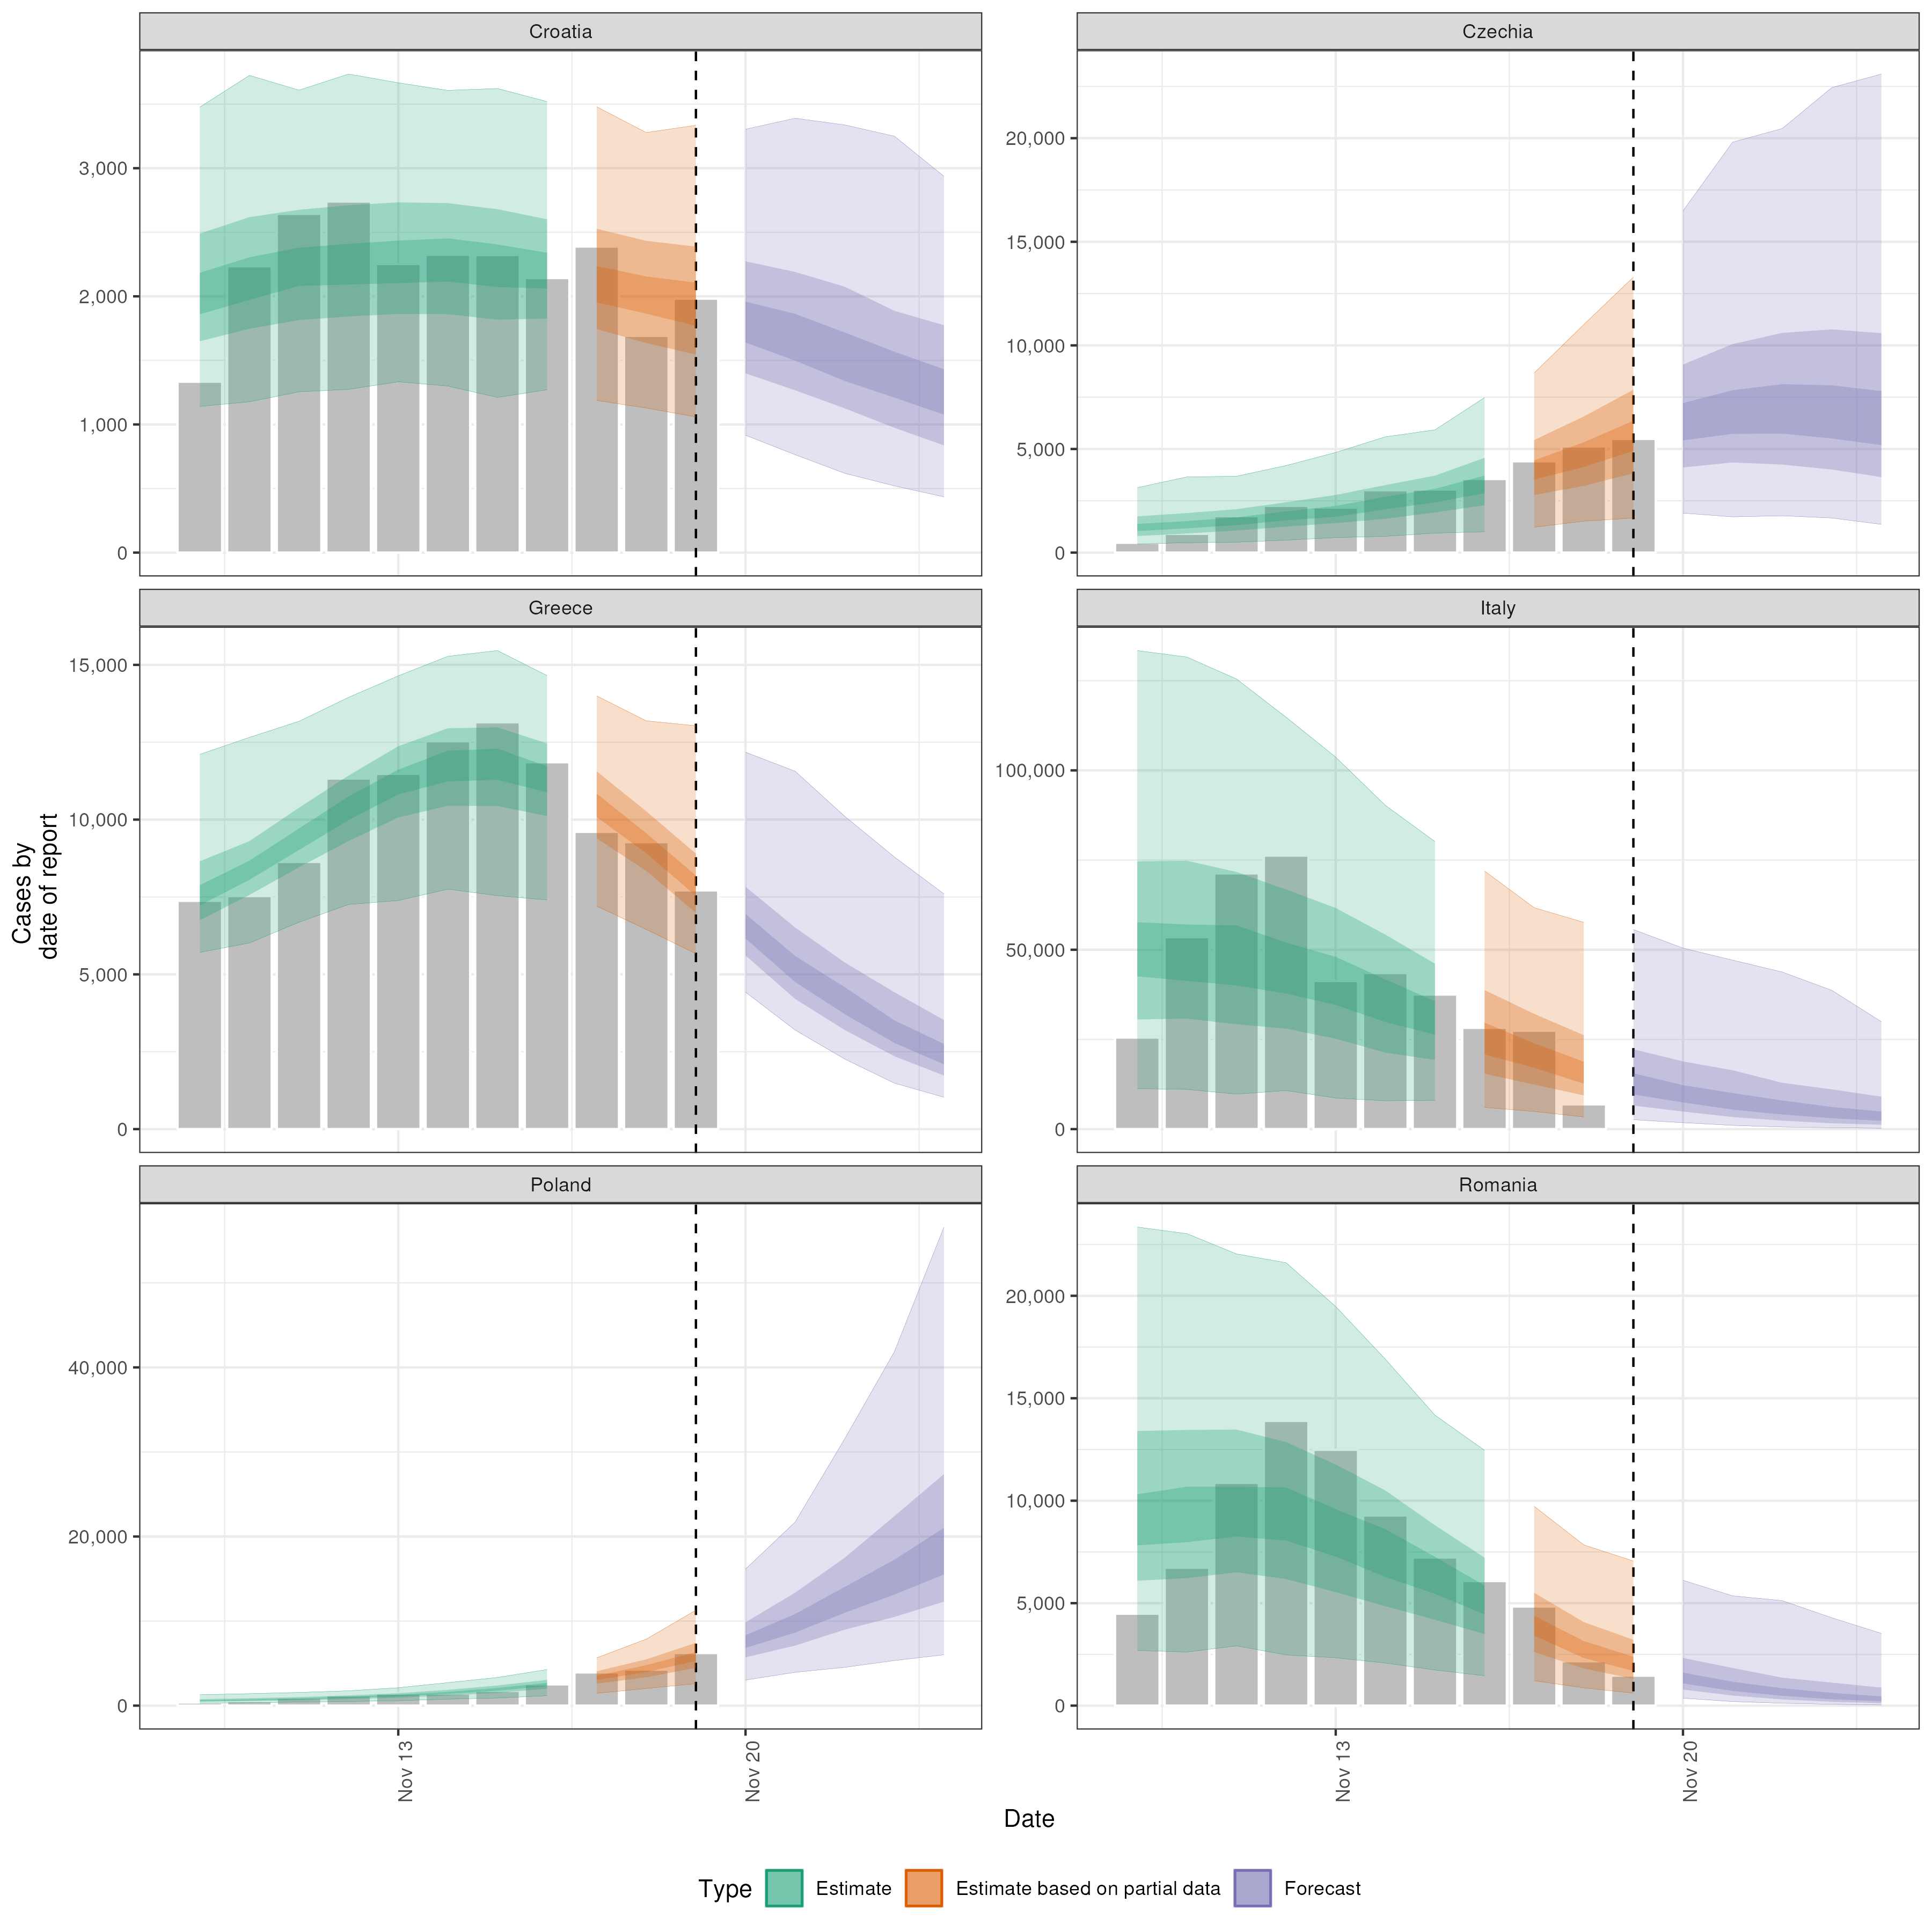 Croatia
Czechia
3,000
2,000
1,000
0
20,000
15,000
10,000
5,000
0
Greece
Italy
15,000
10,000
5,000
0
100,000
50,000
0
Poland
Romania
40,000
20,000
0
20,000
15,000
10,000
5,000
0
Cases by
date of report
Nov 13
Nov 20
Nov 13
Nov 20
Date
Type
Estimate
Estimate based on partial data
Forecast